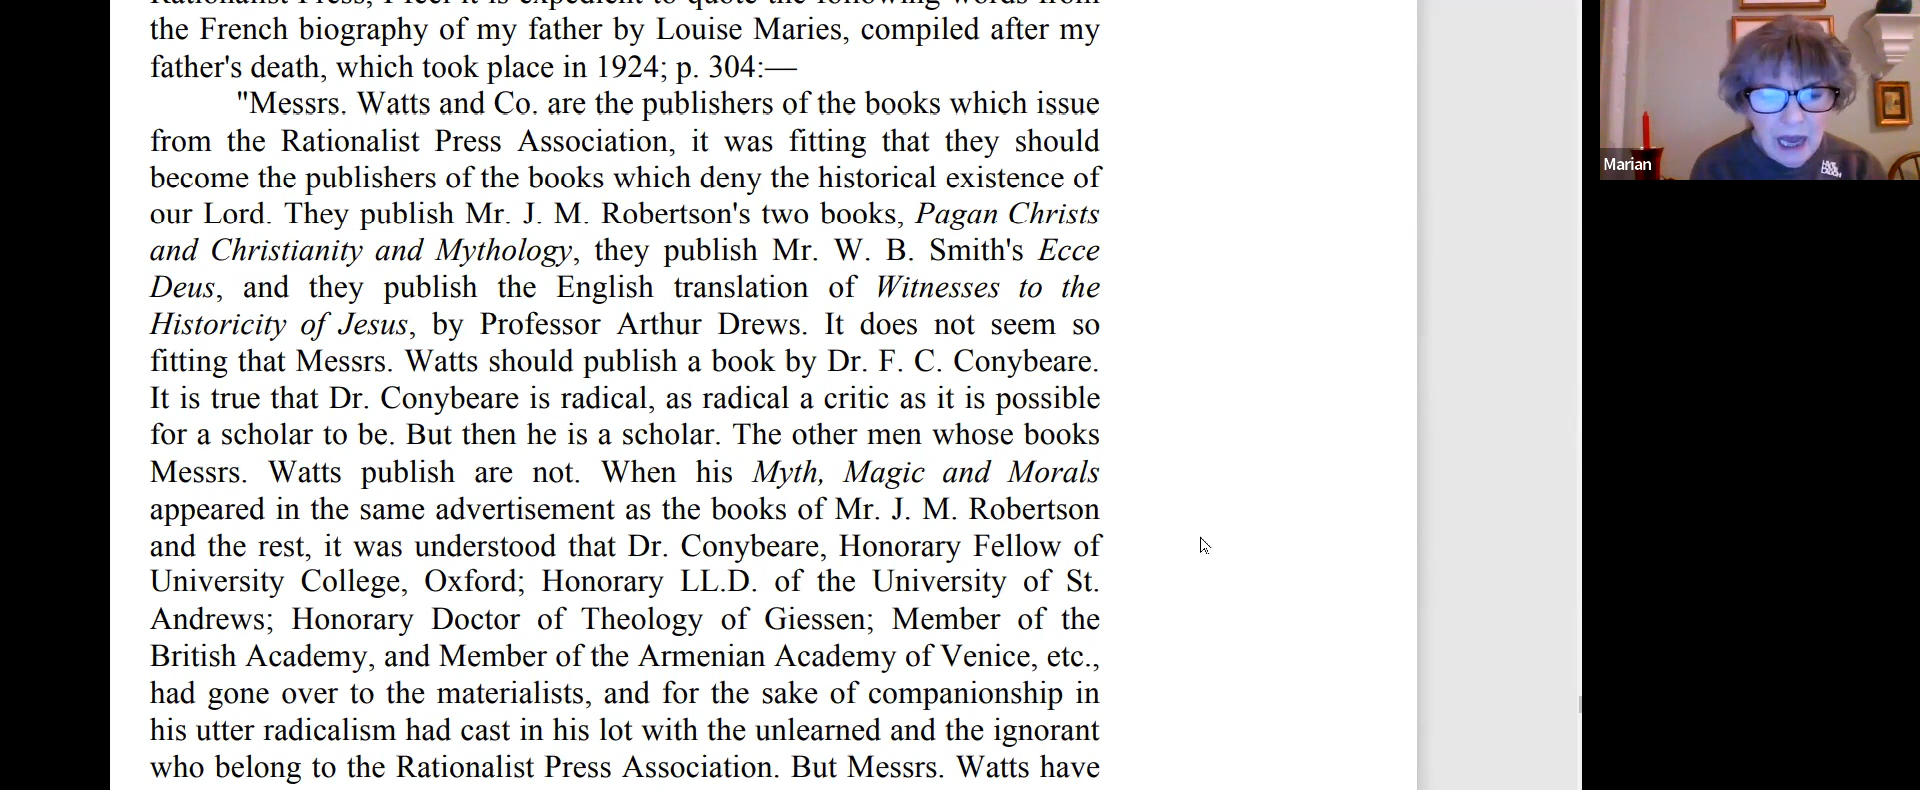 the French biography of my father by Louise Maries, compiled after my
father's death, which took place in 1924; p. 304:—
"Messrs. Watts and Co. are the publishers of the books which issue
from the Rationalist Press Association, it was fitting that they should
become the publishers of the books which deny the historical existence of
our Lord. They publish Mr. J. M. Robertson's two books, Pagan Christs
and Christianity and Mythology, they publish Mr. W. B. Smith's Ecce
Deus, and they publish the English translation of Witnesses to the
Historicity of Jesus, by Professor Arthur Drews. It does not seem so
fitting that Messrs. Watts should publish a book by Dr. F. C. Conybeare.
It is true that Dr. Conybeare is radical, as radical a critic as it is possible
for a scholar to be. But then he is a scholar. The other men whose books
Messrs. Watts publish are not. When his Myth, Magic and Morals
appeared in the same advertisement as the books of Mr. J. M. Robertson
and the rest, it was understood that Dr. Conybeare, Honorary Fellow of
University College, Oxford; Honorary LL.D. of the University of St.
Andrews; Honorary Doctor of Theology of Giessen; Member of the
British Academy, and Member of the Armenian Academy of Venice, etc.,
had gone over to the materialists, and for the sake of companionship in
his utter radicalism had cast in his lot with the unlearned and the ignorant
who belong to the Rationalist Press Association. But Messrs. Watts have
Marian